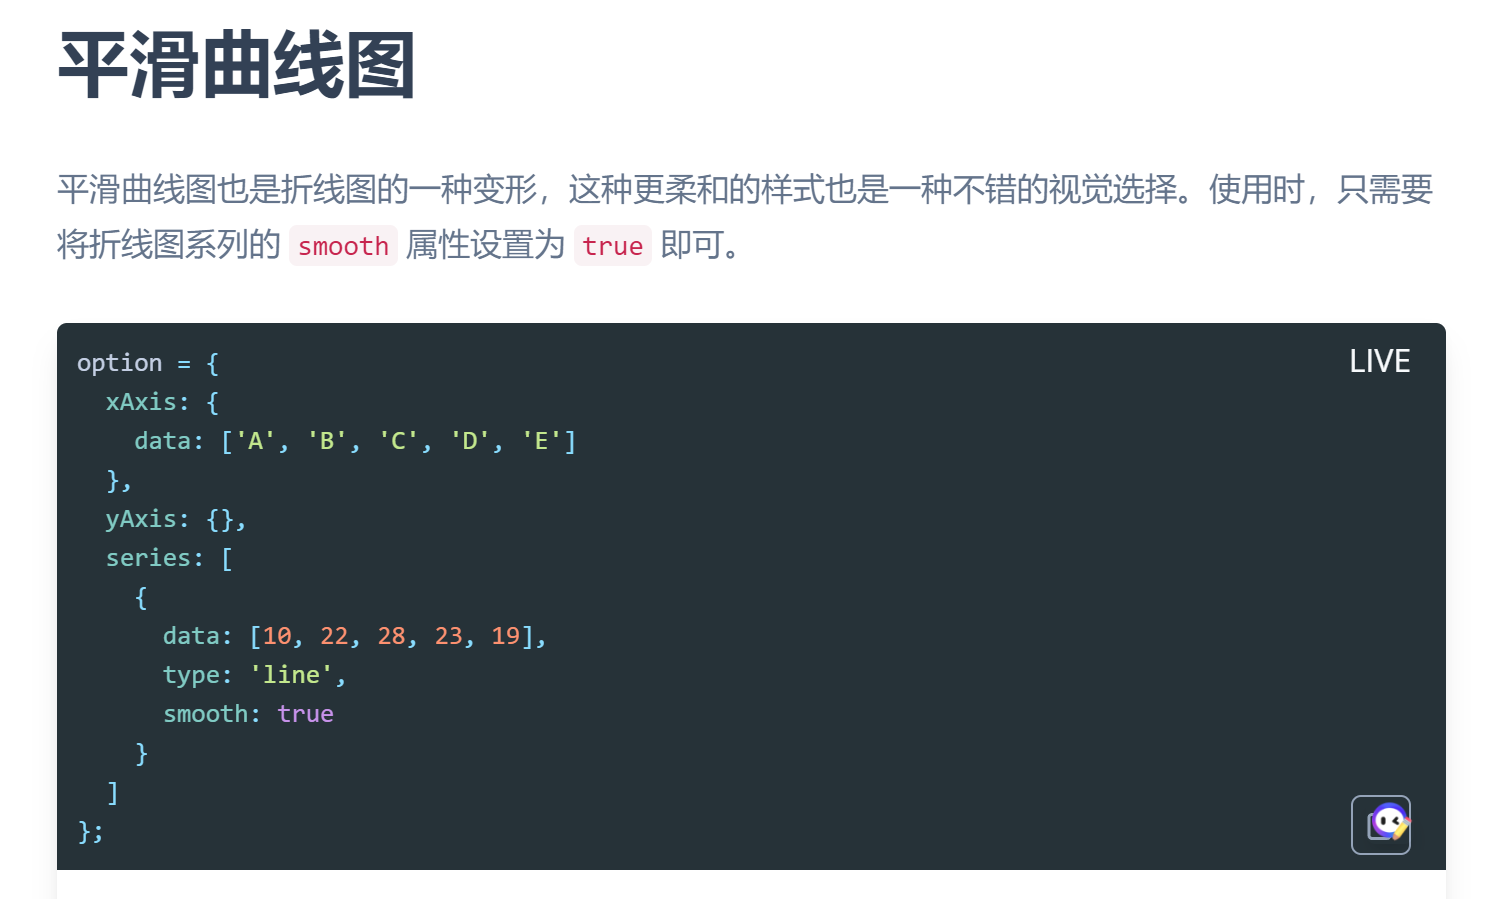 平滑曲线图
平滑曲线图也是折线图的一种变形，这种更柔和的样式也是一种不错的视觉选择。使用时，只需要
将折线图系列的 smooth 属性设置为 true 即可。
LIVE
option = {
  xAxis: {
    data: ['A', 'B', 'C', 'D', 'E']
  },
  yAxis: {},
  series: [
    {
      data: [10, 22, 28, 23, 19],
      type: 'line',
      smooth: true
    }
  ]
};